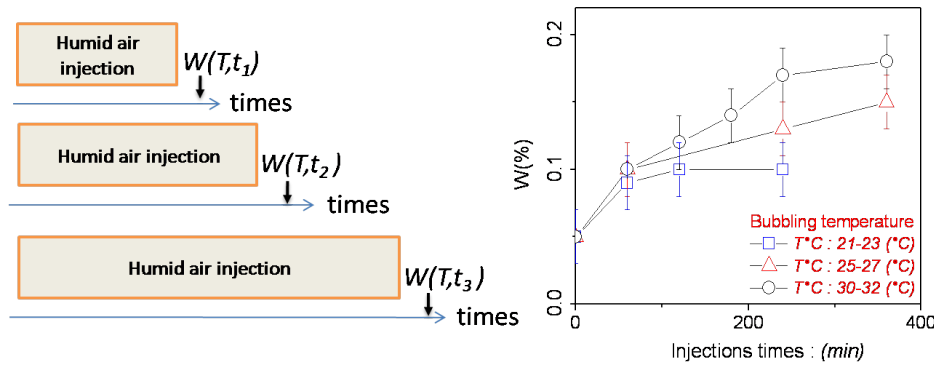 Humid air
injection
W(T,t1)
times
Humid air injection
W(T,t2)
times
Humid air injection
W(T,t3)
times
0.2
0.1
0.0
W(%)
Bubbling temperature
T°C : 21-23 (°C)
T°C : 25-27 (°C)
T°C : 30-32 (°C)
0
200
400
Injections times : (min)